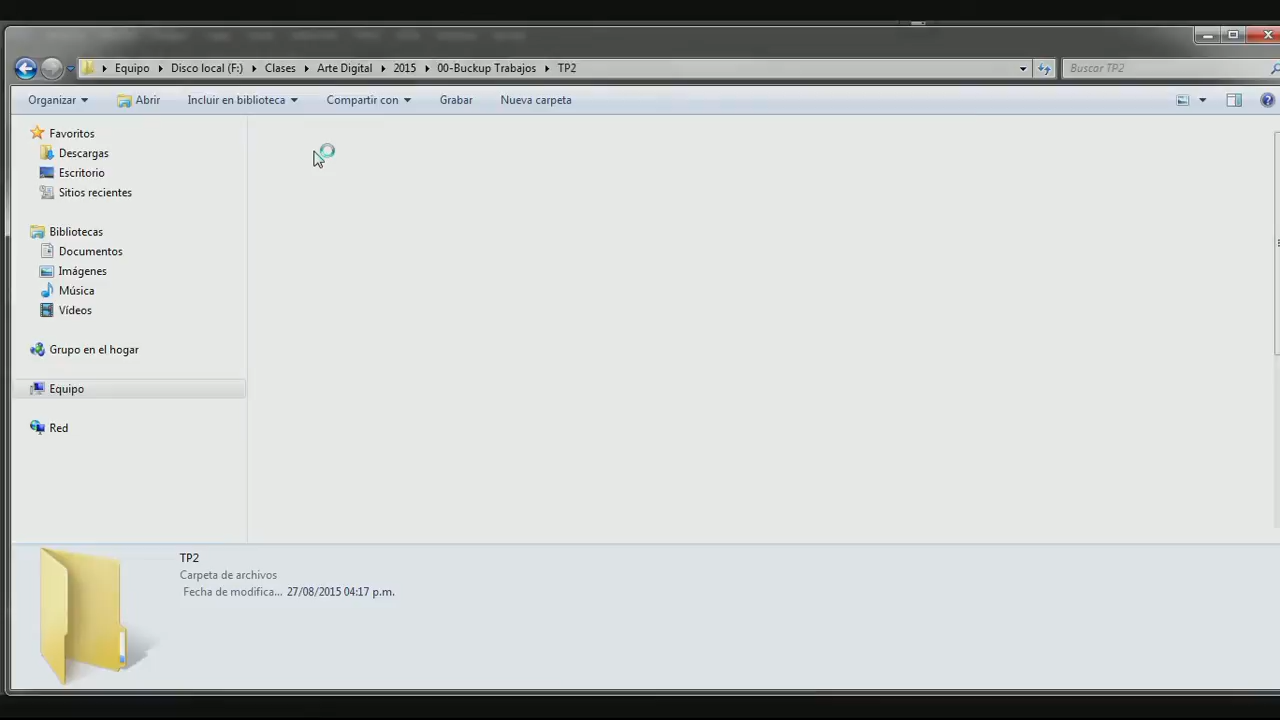 Equipo Disco local (F:) Clases Arte Digital 2015 00-Buckup Trabajos TP2 Buscar TP2
Organizar Abrir Incluir en biblioteca Compartir con Grabar Nueva carpeta
Favoritos
Descargas
Escritorio
Sitios recientes
Bibliotecas
Documentos
Imágenes
Música
Vídeos
Grupo en el hogar
Equipo
Red
TP2
Carpeta de archivos
Fecha de modifica... 27/08/2015 04:17 p.m.